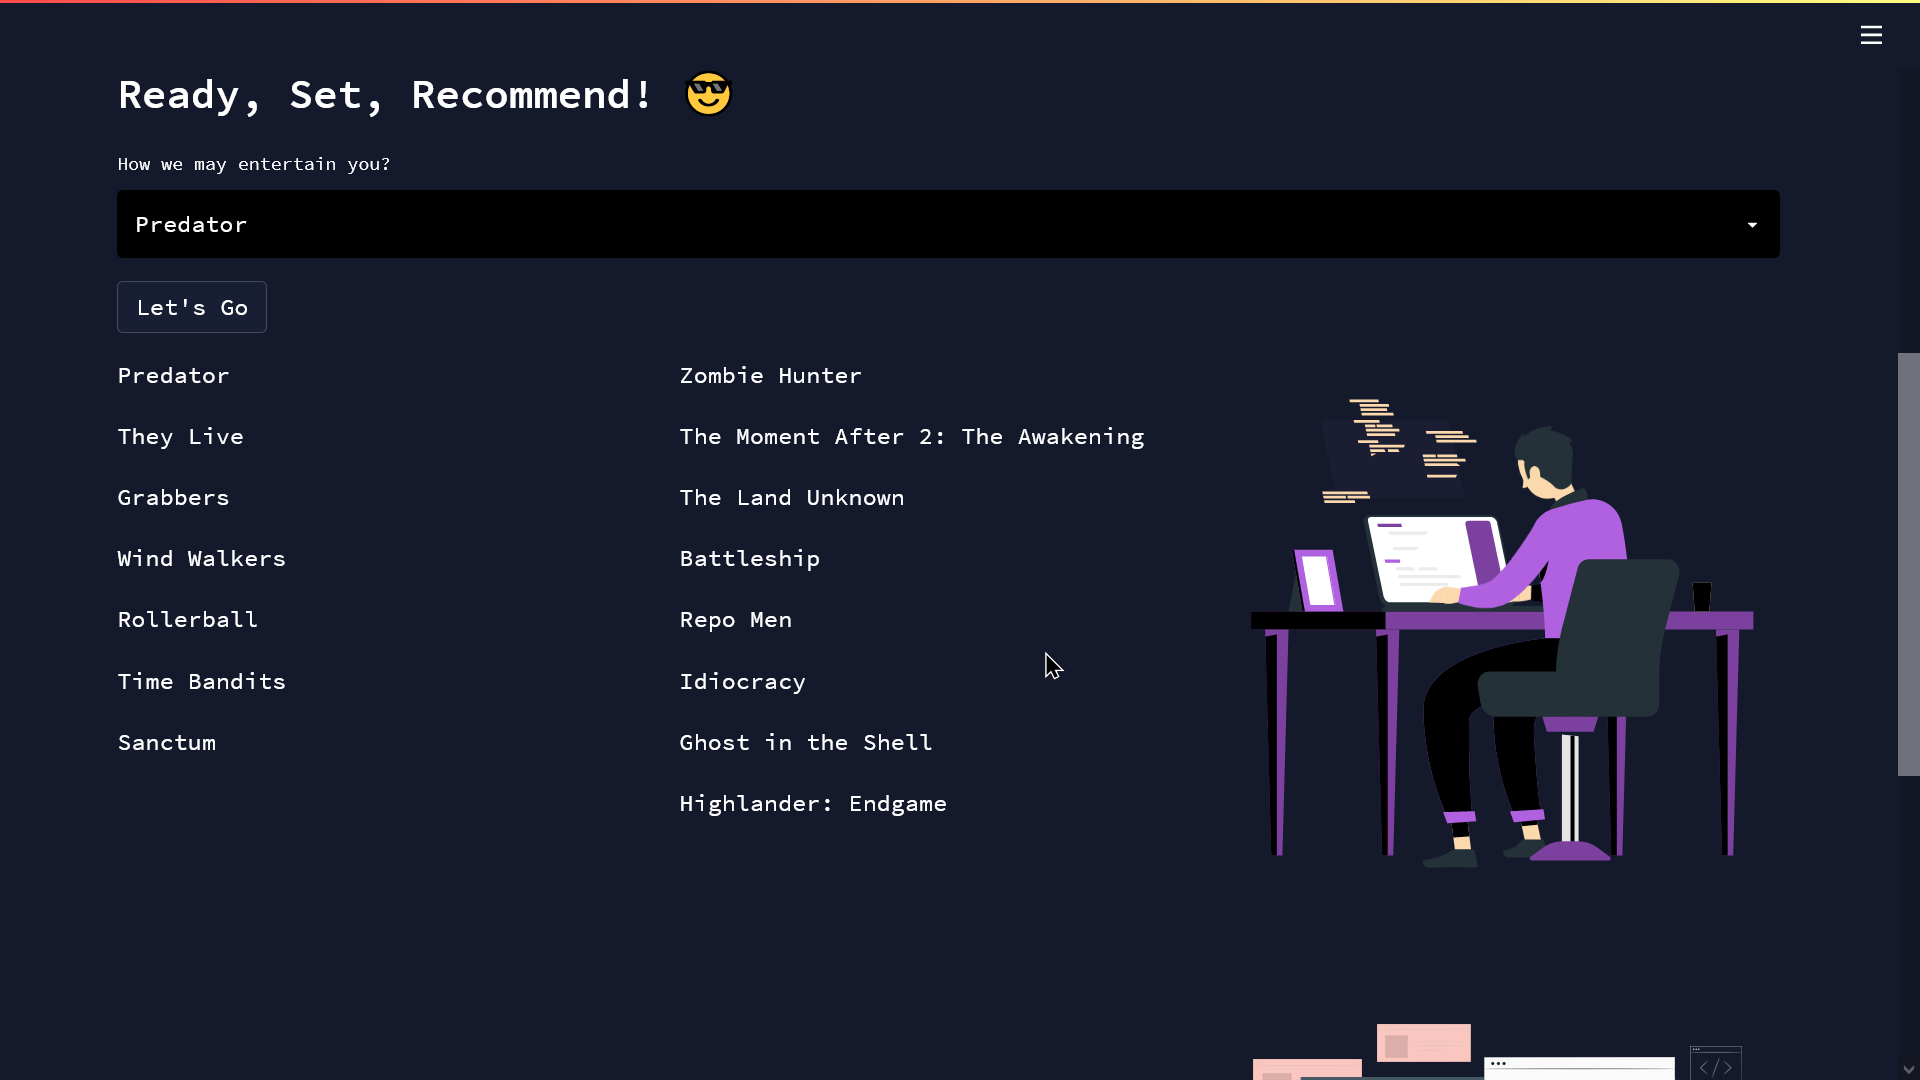 Ready, Set, Recommend! 😎
How we may entertain you?
Predator
Let's Go
Predator
They Live
Grabbers
Wind Walkers
Rollerball
Time Bandits
Sanctum
Zombie Hunter
The Moment After 2: The Awakening
The Land Unknown
Battleship
Repo Men
Idiocracy
Ghost in the Shell
Highlander: Endgame
</>